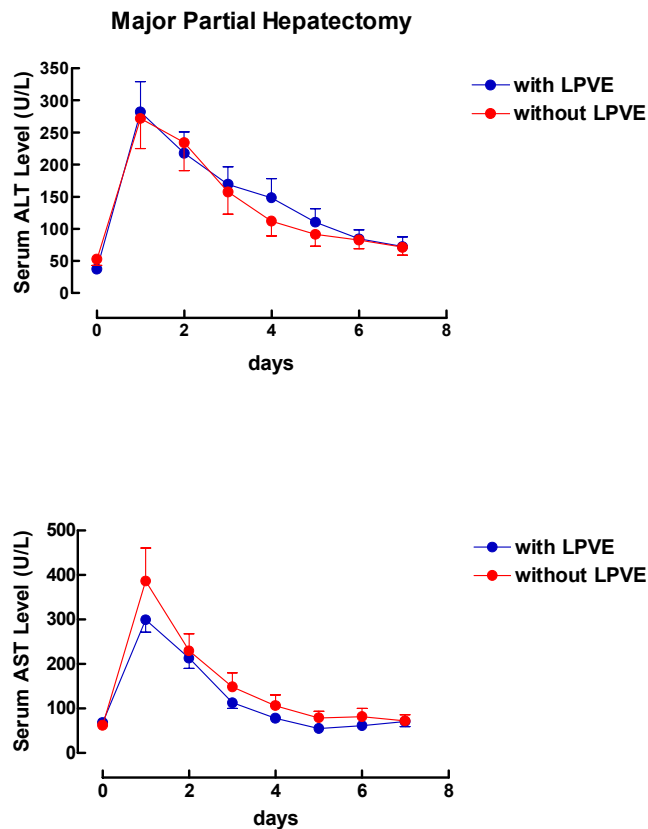 Major Partial Hepatectomy
Serum ALT Level (U/L)
350
300
250
200
150
100
50
0
0 2 4 6 8
days
with LPVE
without LPVE
Serum AST Level (U/L)
500
400
300
200
100
0
0 2 4 6 8
days
with LPVE
without LPVE